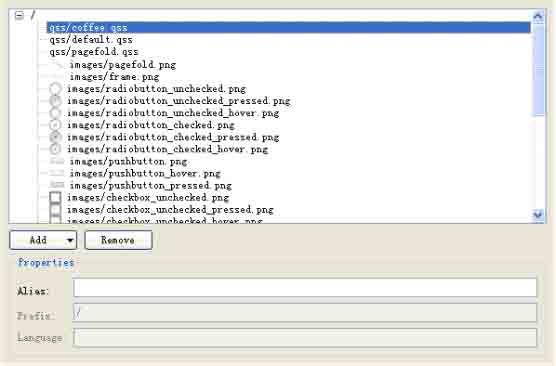 /
qss/coffee.qss
qss/default.qss
qss/pagefold.qss
images/pagefold.png
images/frame.png
images/radiobutton_unchecked.png
images/radiobutton_unchecked_pressed.png
images/radiobutton_unchecked_hover.png
images/radiobutton_checked.png
images/radiobutton_checked_pressed.png
images/radiobutton_checked_hover.png
images/pushbutton.png
images/pushbutton_hover.png
images/pushbutton_pressed.png
images/checkbox_unchecked.png
images/checkbox_unchecked_pressed.png
images/checkbox_unchecked_hover.png
Add Remove
Properties
Alias:
Prefix: /
Language: